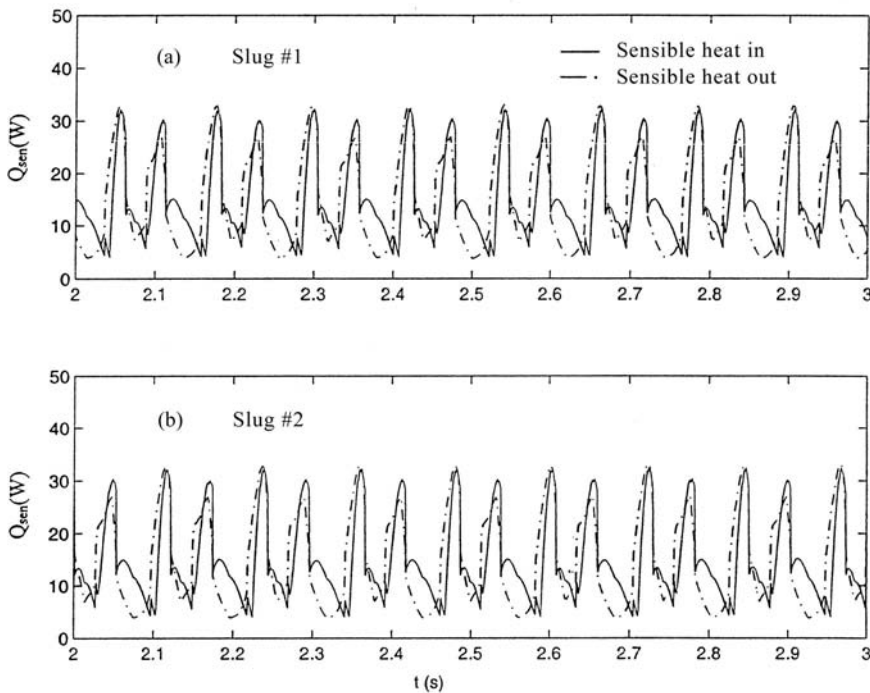 50
(a) Slug #1
Sensible heat in
40
Sensible heat out
Qsen(W)
30
20
10
0
2 2.1 2.2 2.3 2.4 2.5 2.6 2.7 2.8 2.9 3
50
(b) Slug #2
40
Qsen(W)
30
20
10
0
2 2.1 2.2 2.3 2.4 2.5 2.6 2.7 2.8 2.9 3
t (s)